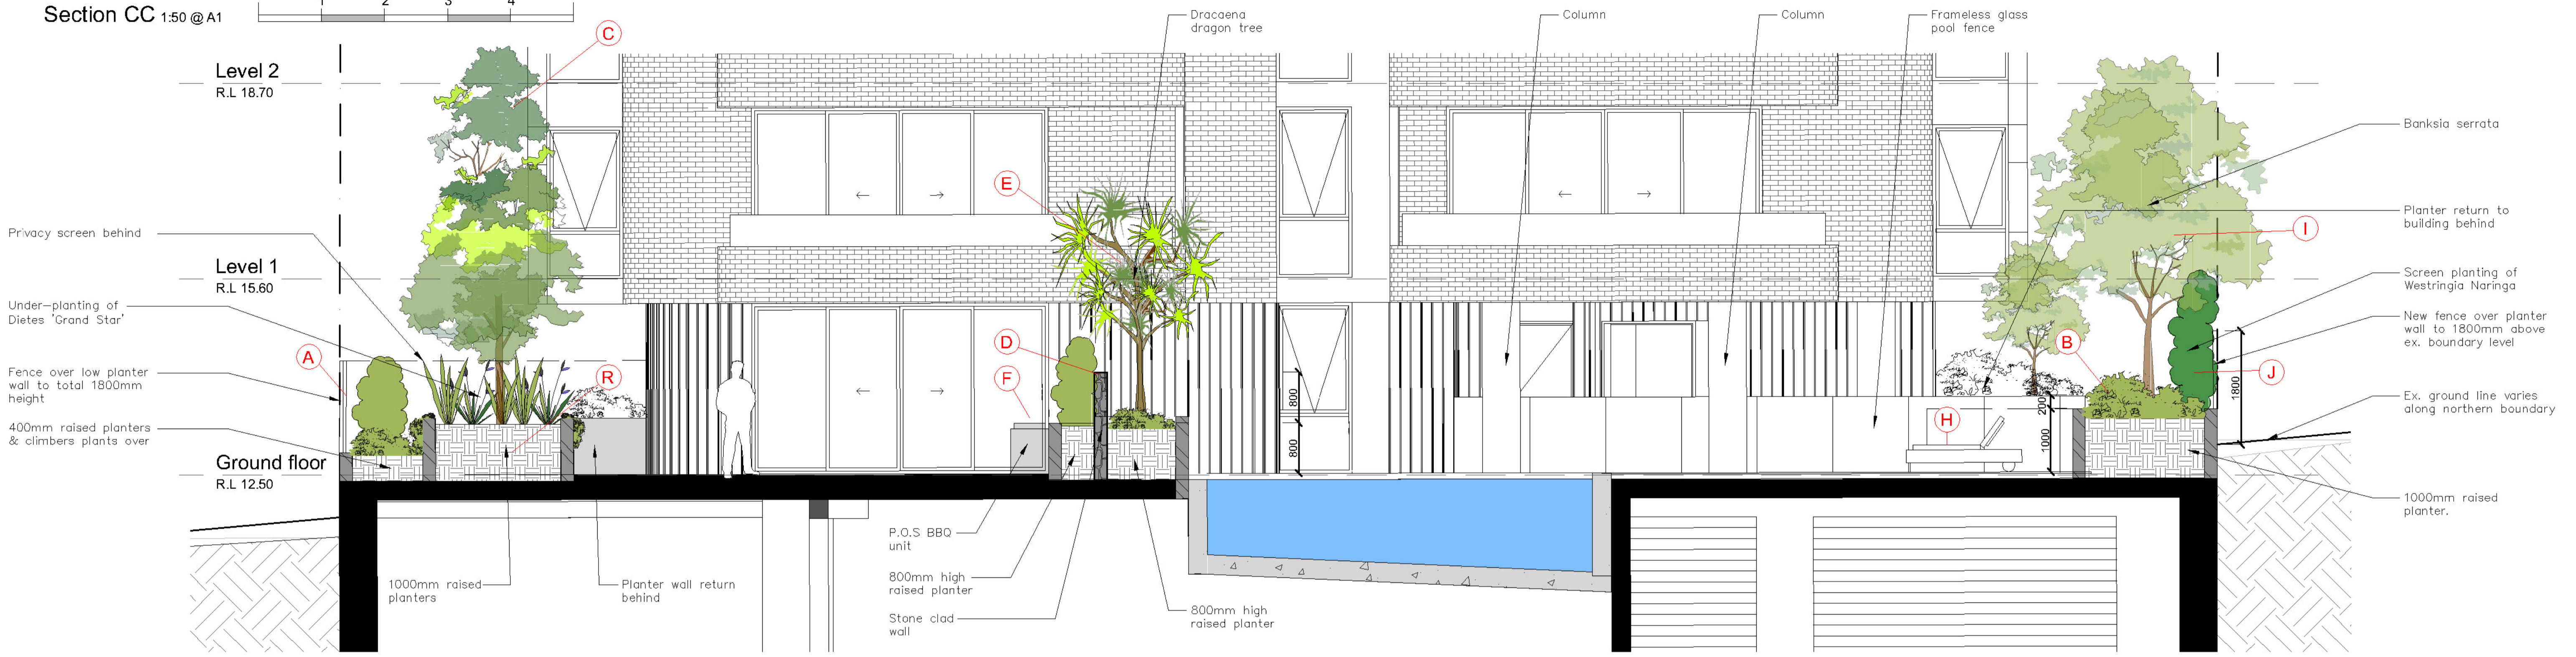 Section CC 1:50 @ A1
1 2 3 4
Level 2
R.L 18.70
Level 1
R.L 15.60
Ground floor
R.L 12.50
Privacy screen behind
Under-planting of
Dietes 'Grand Star'
Fence over low planter
wall to total 1800mm
height
400mm raised planters
& climbers plants over
A
C
R
1000mm raised
planters
Planter wall return
behind
E
D
F
P.O.S BBQ
unit
800mm high
raised planter
Stone clad
wall
800mm high
raised planter
800
800
Dracaena
dragon tree
Column
Column
Frameless glass
pool fence
H
B
I
J
200
1000
1800
Banksia serrata
Planter return to
building behind
Screen planting of
Westringia Naringa
New fence over planter
wall to 1800mm above
ex. boundary level
Ex. ground line varies
along northern boundary
1000mm raised
planter.